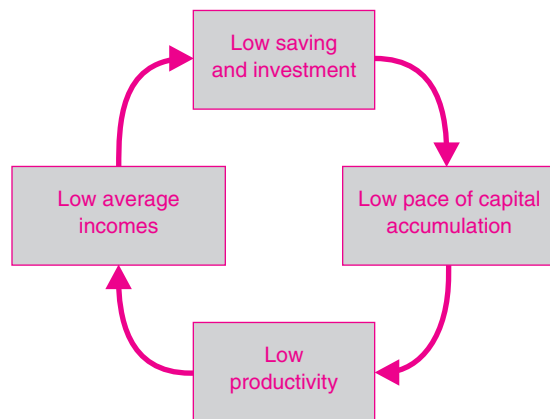 Low saving
and investment
Low average
incomes
Low pace of capital
accumulation
Low
productivity